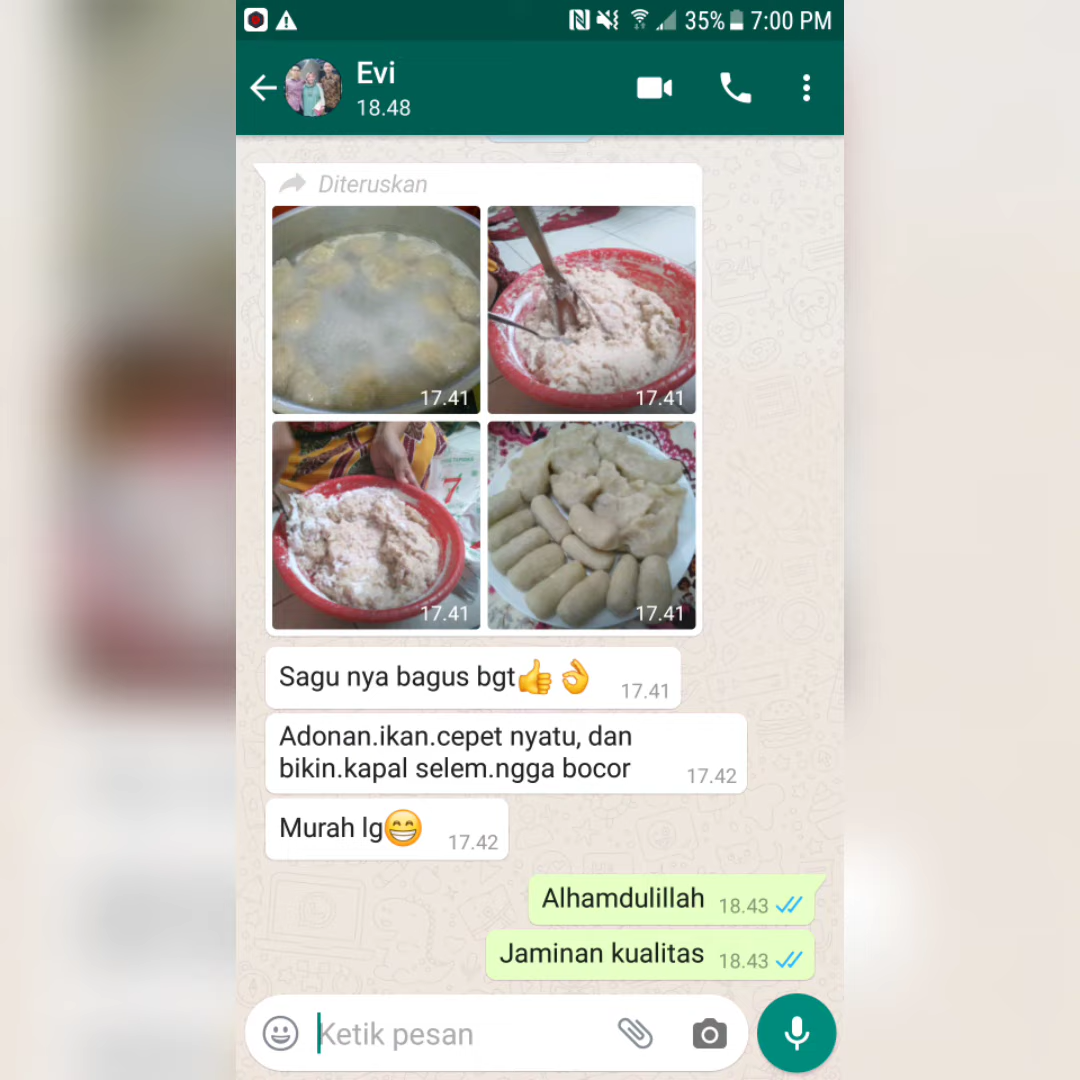 35% 7:00 PM
Evi
18.48
Diteruskan
17.41
17.41
7
17.41
17.41
Sagu nya bagus bgt👍👌 17.41
Adonan.ikan.cepet nyatu, dan
bikin.kapal selem.ngga bocor 17.42
Murah lg😁 17.42
Alhamdulillah 18.43
Jaminan kualitas 18.43
Ketik pesan